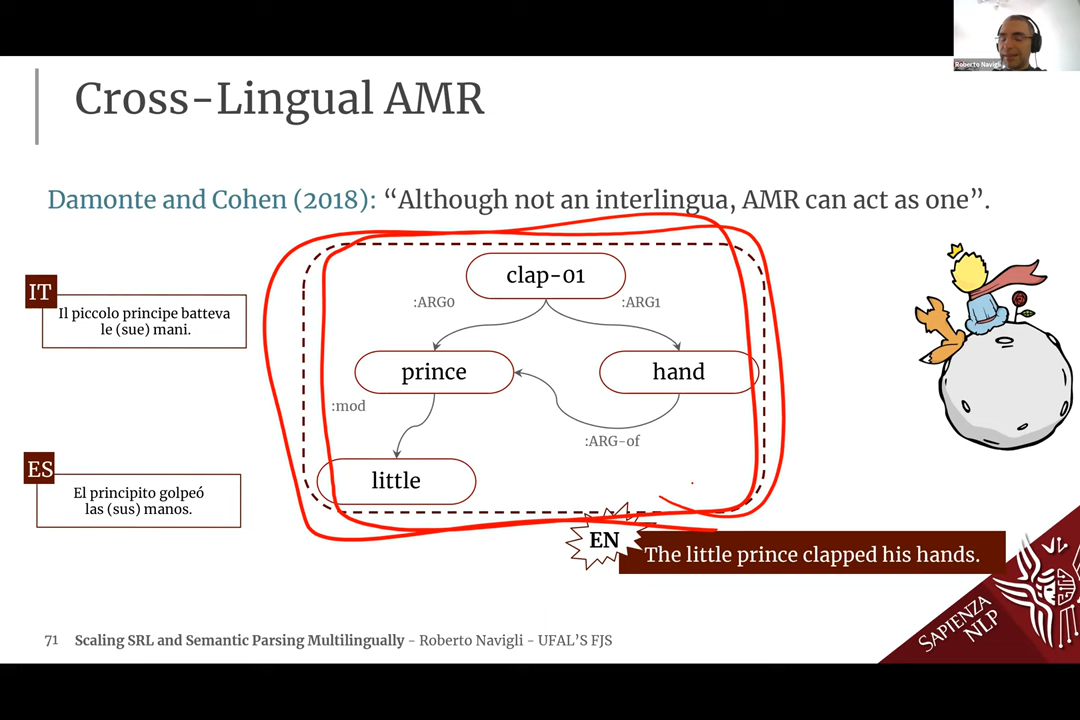 Roberto Navigli
Cross-Lingual AMR
Damonte and Cohen (2018): “Although not an interlingua, AMR can act as one”.
IT
Il piccolo principe batteva
le (sue) mani.
clap-01
:ARG0
:ARG1
prince
hand
:mod
:ARG-of
little
ES
El principito golpeó
las (sus) manos.
EN
The little prince clapped his hands.
71 Scaling SRL and Semantic Parsing Multilingually - Roberto Navigli - UFAL’S FJS
SAPIENZA
NLP